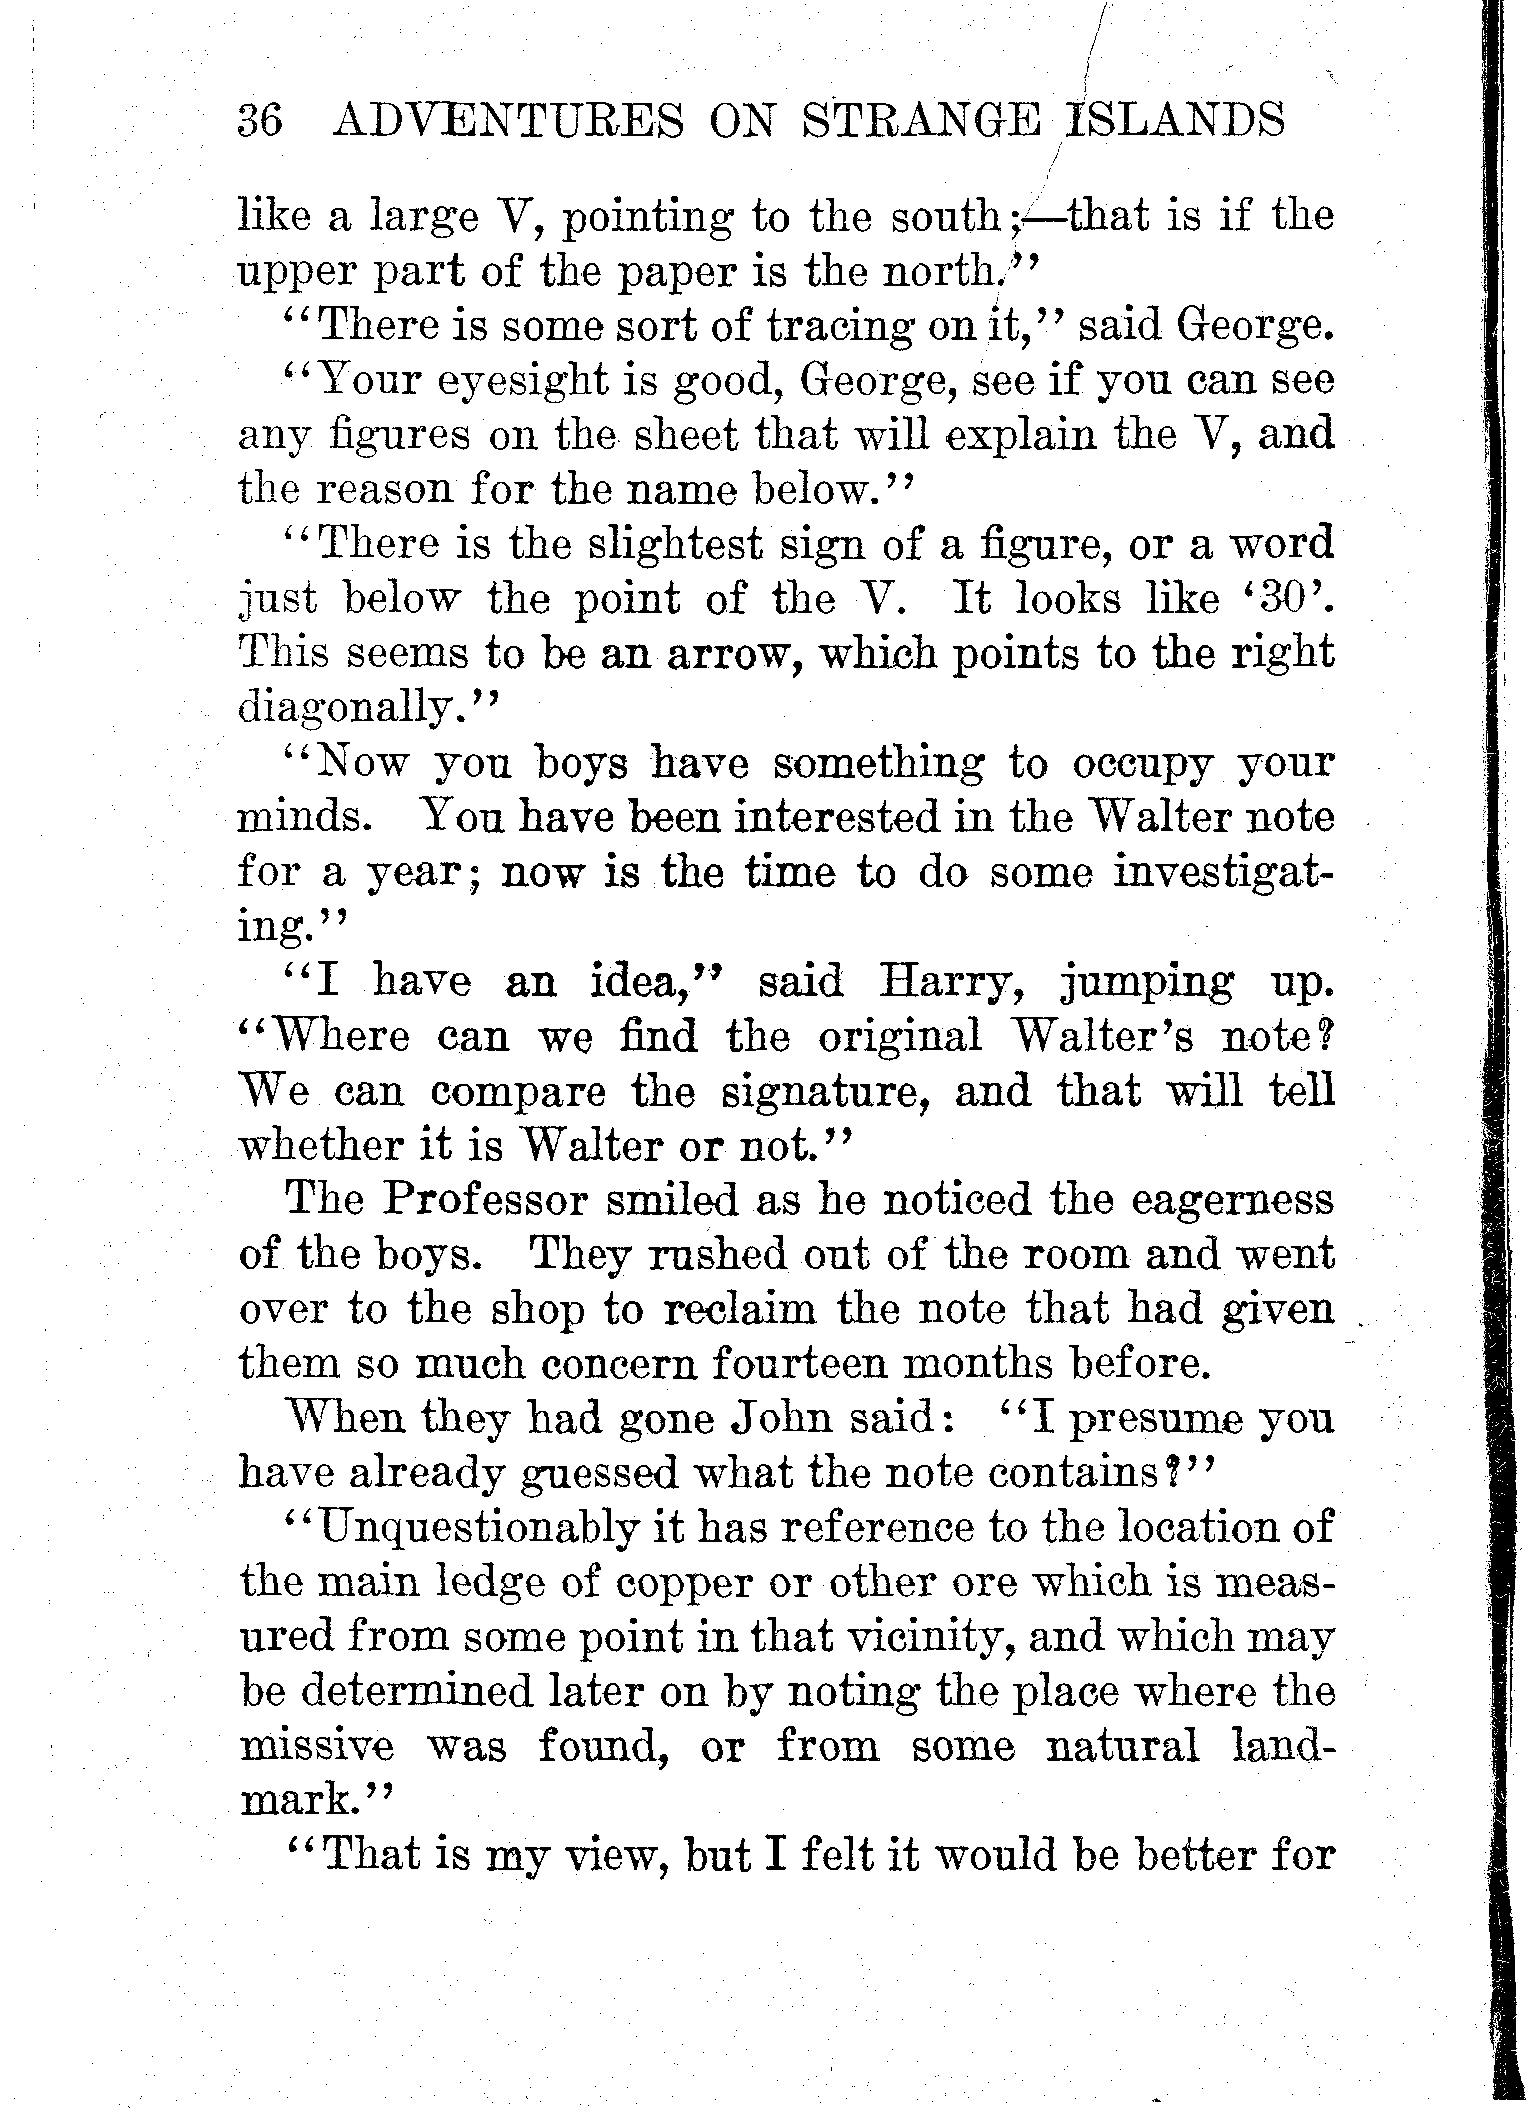 36 ADVENTURES ON STRANGE ISLANDS
like a large V, pointing to the south;—that is if the
upper part of the paper is the north.”
“There is some sort of tracing on it,” said George.
“Your eyesight is good, George, see if you can see
any figures on the sheet that will explain the V, and
the reason for the name below.”
“There is the slightest sign of a figure, or a word
just below the point of the V. It looks like ‘30’.
This seems to be an arrow, which points to the right
diagonally.”
“Now you boys have something to occupy your
minds. You have been interested in the Walter note
for a year; now is the time to do some investigat-
ing.”
“I have an idea,” said Harry, jumping up.
“Where can we find the original Walter’s note?
We can compare the signature, and that will tell
whether it is Walter or not.”
The Professor smiled as he noticed the eagerness
of the boys. They rushed out of the room and went
over to the shop to reclaim the note that had given
them so much concern fourteen months before.
When they had gone John said: “I presume you
have already guessed what the note contains?”
“Unquestionably it has reference to the location of
the main ledge of copper or other ore which is meas-
ured from some point in that vicinity, and which may
be determined later on by noting the place where the
missive was found, or from some natural land-
mark.”
“That is my view, but I felt it would be better for